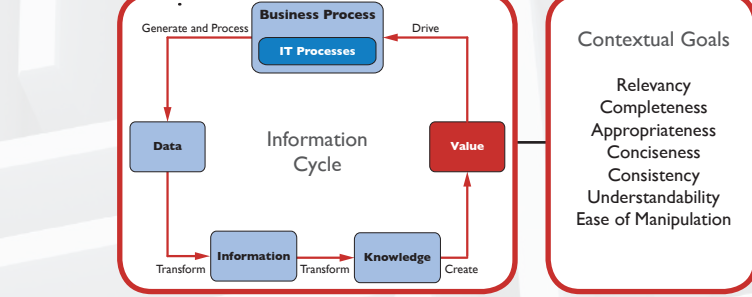 Business Process
Generate and Process
Drive
IT Processes
Data
Information
Cycle
Value
Information
Knowledge
Transform
Transform
Create
Contextual Goals
Relevancy
Completeness
Appropriateness
Conciseness
Consistency
Understandability
Ease of Manipulation